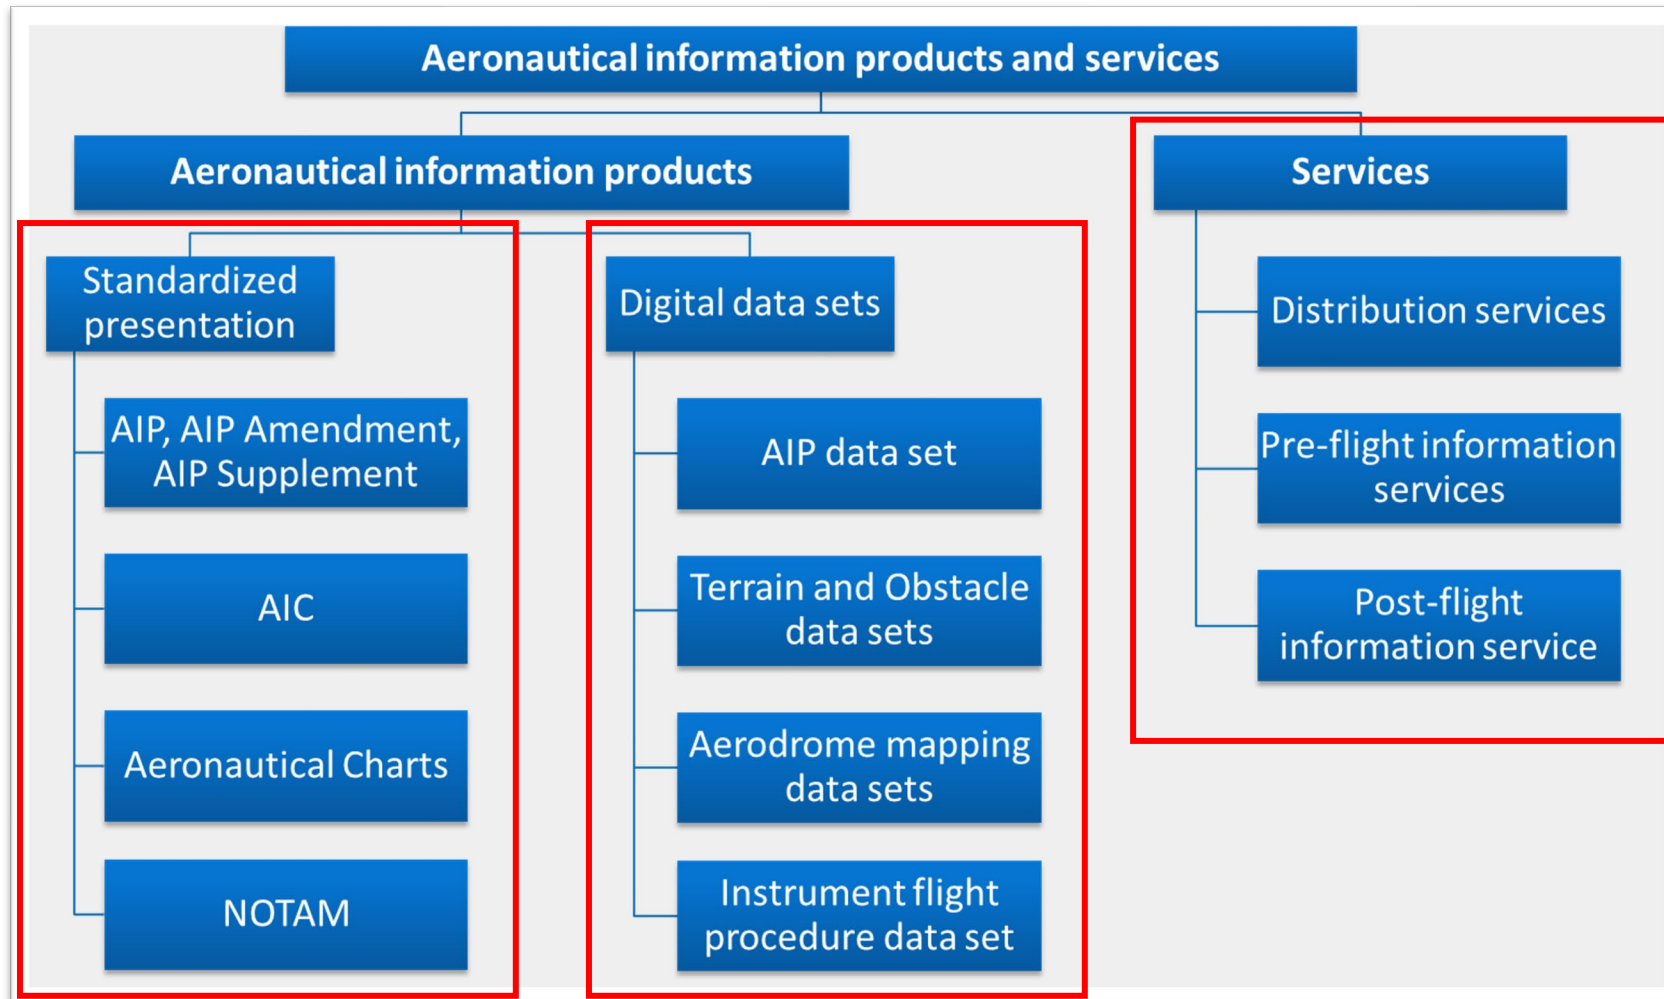 Aeronautical information products and services
Aeronautical information products
Services
Standardized
presentation
AIP, AIP Amendment,
AIP Supplement
AIC
Aeronautical Charts
NOTAM
Digital data sets
AIP data set
Terrain and Obstacle
data sets
Aerodrome mapping
data sets
Instrument flight
procedure data set
Distribution services
Pre-flight information
services
Post-flight
information service